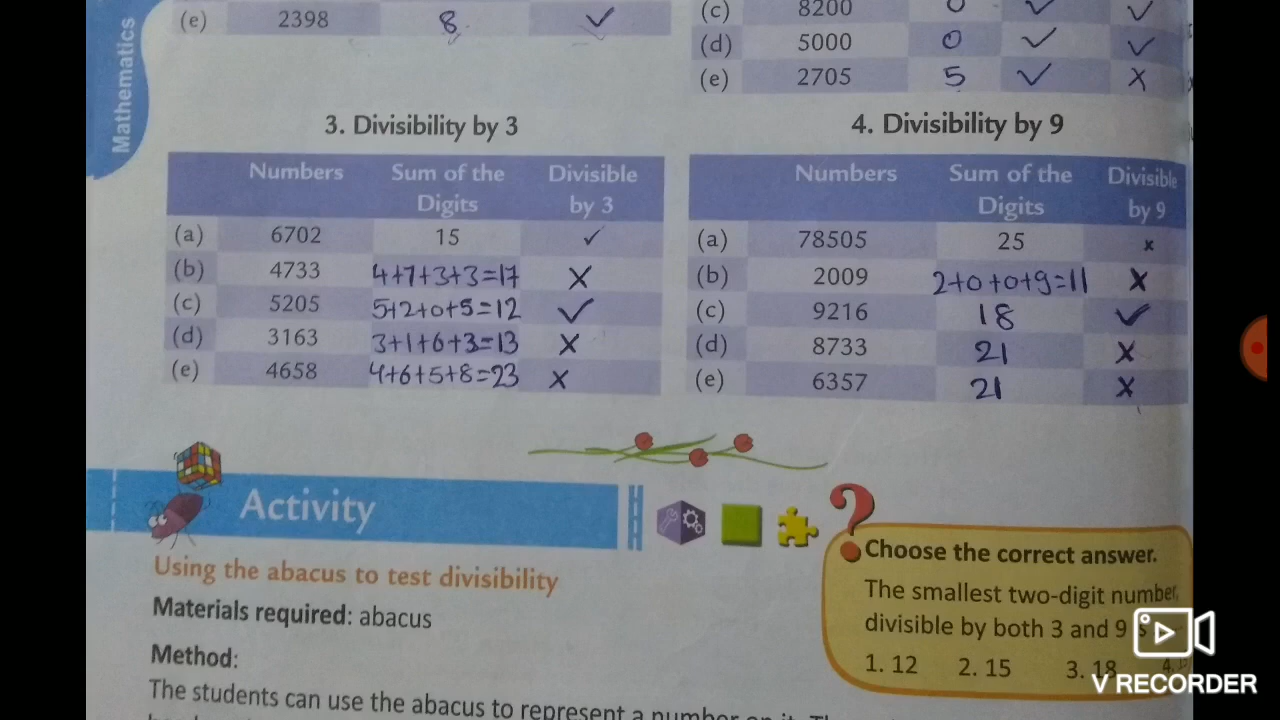 Mathematics
(e) 2398 8 ✓
(c) 8200 0 ✓ ✓
(d) 5000 0 ✓ ✓
(e) 2705 5 ✓ X
3. Divisibility by 3
Numbers Sum of the Digits Divisible by 3
(a) 6702 15 ✓
(b) 4733 4+7+3+3=17 X
(c) 5205 5+2+0+5=12 ✓
(d) 3163 3+1+6+3=13 X
(e) 4658 4+6+5+8=23 X
4. Divisibility by 9
Numbers Sum of the Digits Divisible by 9
(a) 78505 25 x
(b) 2009 2+0+0+9=11 X
(c) 9216 18 ✓
(d) 8733 21 X
(e) 6357 21 X
Activity
Using the abacus to test divisibility
Materials required: abacus
Method:
The students can use the abacus to represent a number on it.
?
Choose the correct answer.
The smallest two-digit number
divisible by both 3 and 9
1. 12 2. 15 3. 18 4.
V RECORDER